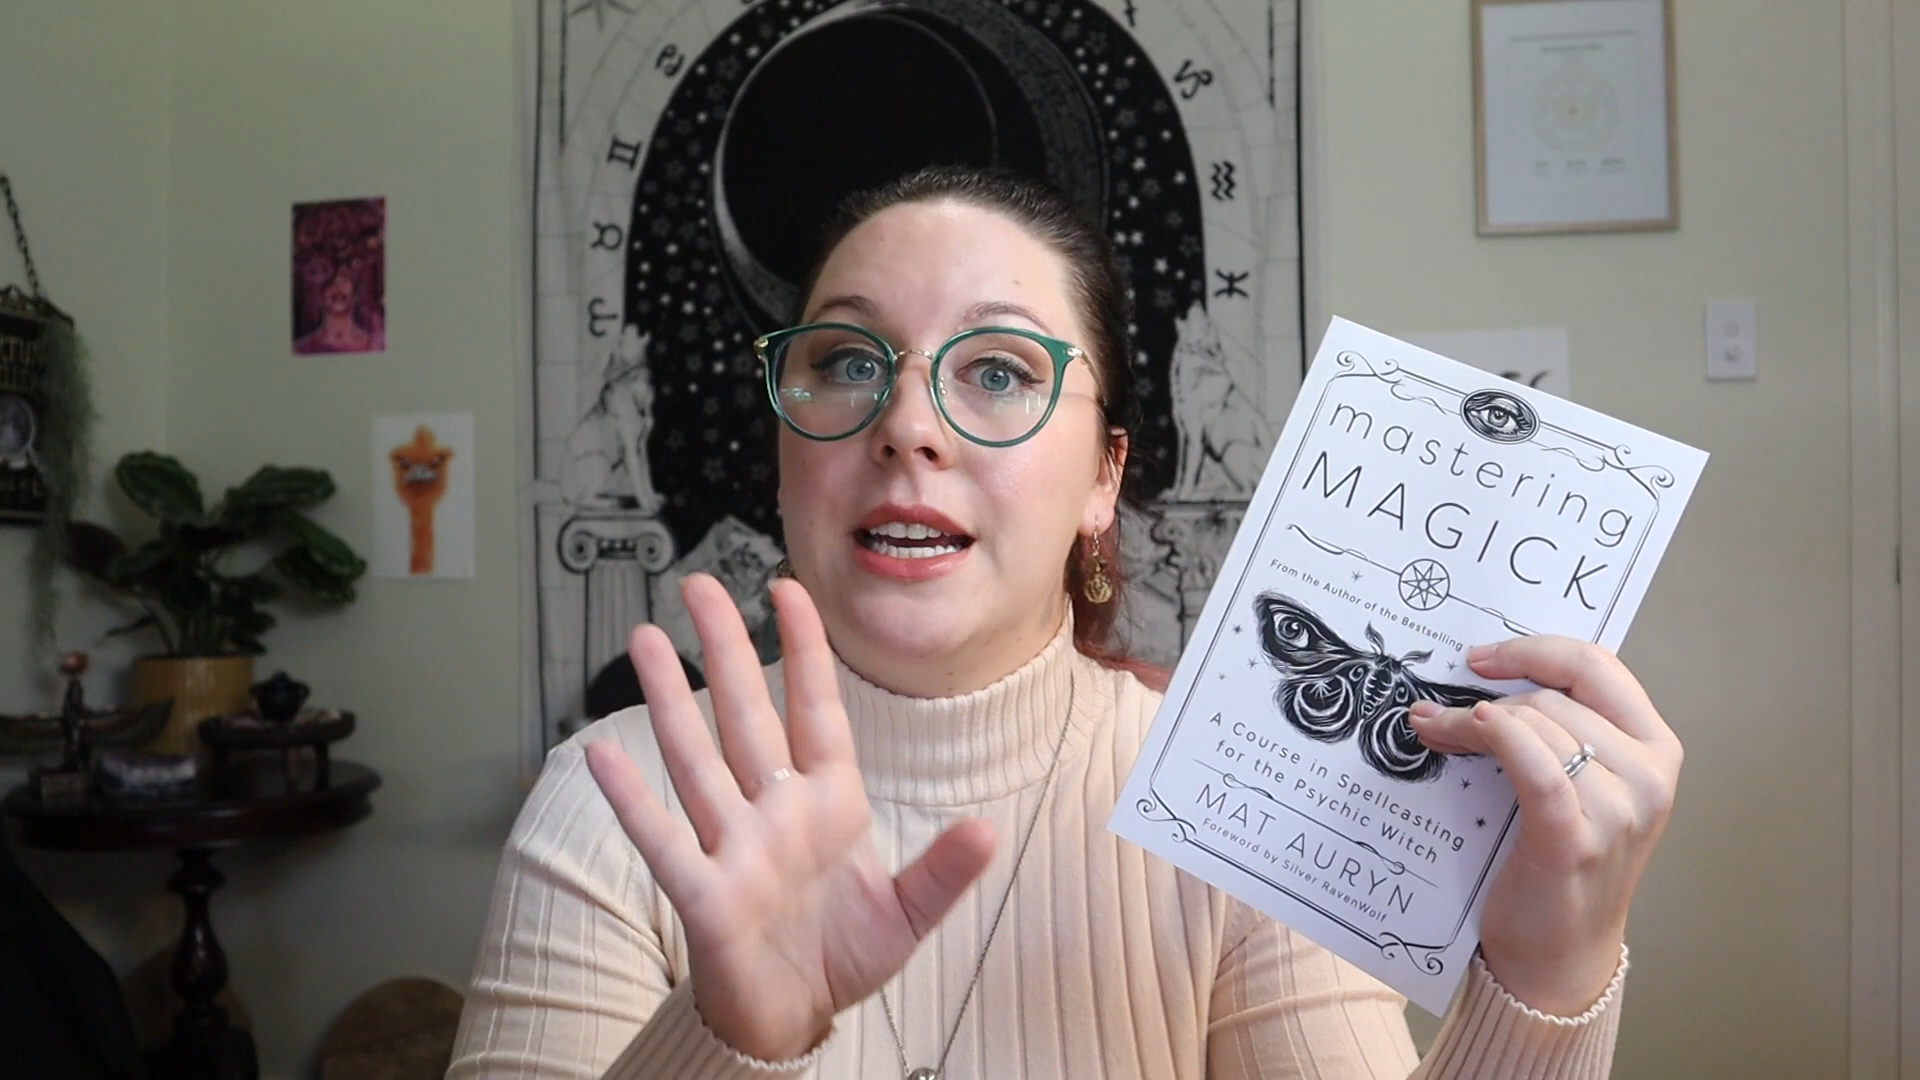 mastering
MAGICK
From the Author of the Bestselling
A Course in Spellcasting
for the Psychic Witch
MAT AURYN
Foreword by Silver RavenWolf